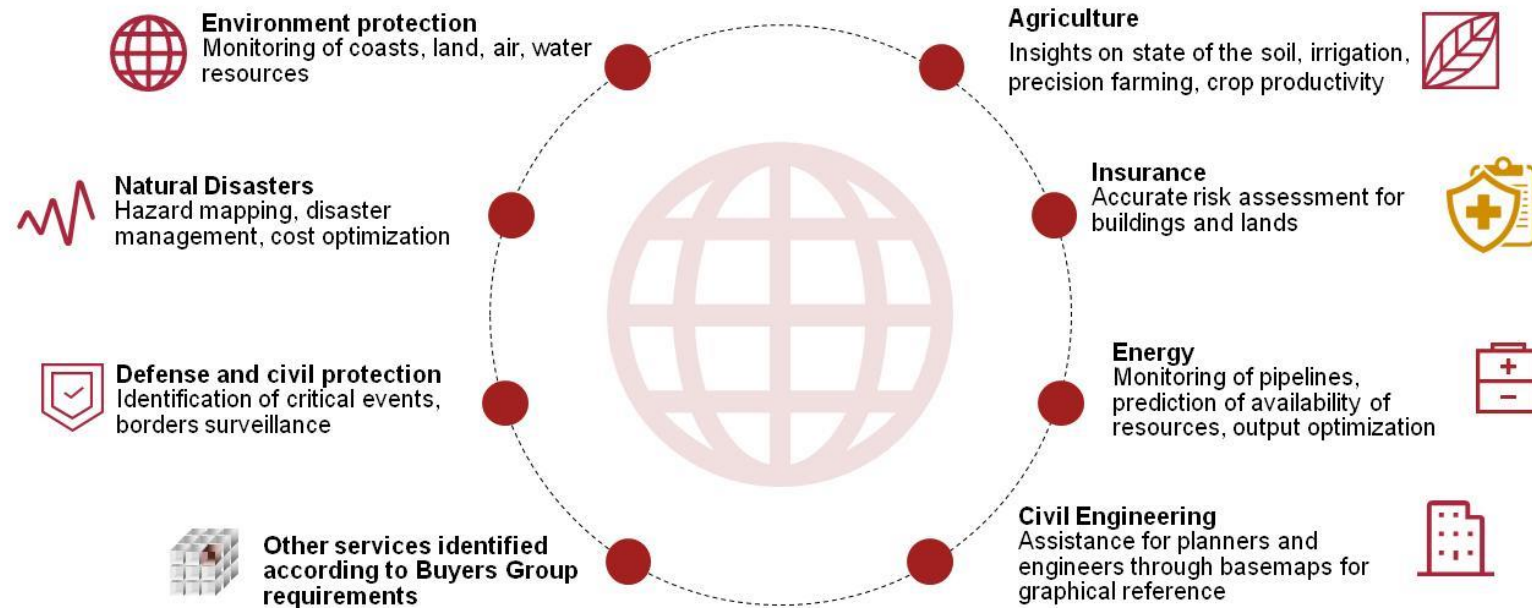 Environment protection
Monitoring of coasts, land, air, water
resources
Natural Disasters
Hazard mapping, disaster
management, cost optimization
Defense and civil protection
Identification of critical events,
borders surveillance
Other services identified
according to Buyers Group
requirements
Agriculture
Insights on state of the soil, irrigation,
precision farming, crop productivity
Insurance
Accurate risk assessment for
buildings and lands
Energy
Monitoring of pipelines,
prediction of availability of
resources, output optimization
Civil Engineering
Assistance for planners and
engineers through basemaps for
graphical reference